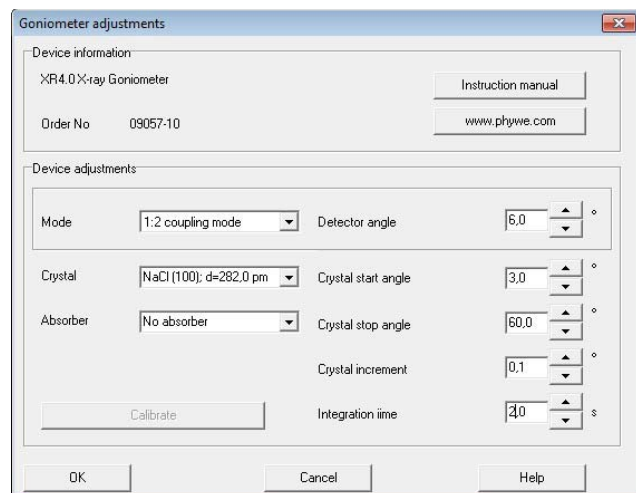 Goniometer adjustments
Device information
XR4.0 X-ray Goniometer
Instruction manual
Order No 09057-10
www.phywe.com
Device adjustments
Mode 1:2 coupling mode Detector angle 6,0 °
Crystal NaCl (100); d=282,0 pm Crystal start angle 3,0 °
Absorber No absorber Crystal stop angle 60,0 °
Crystal increment 0,1 °
Calibrate Integration iime 2,0 s
OK Cancel Help